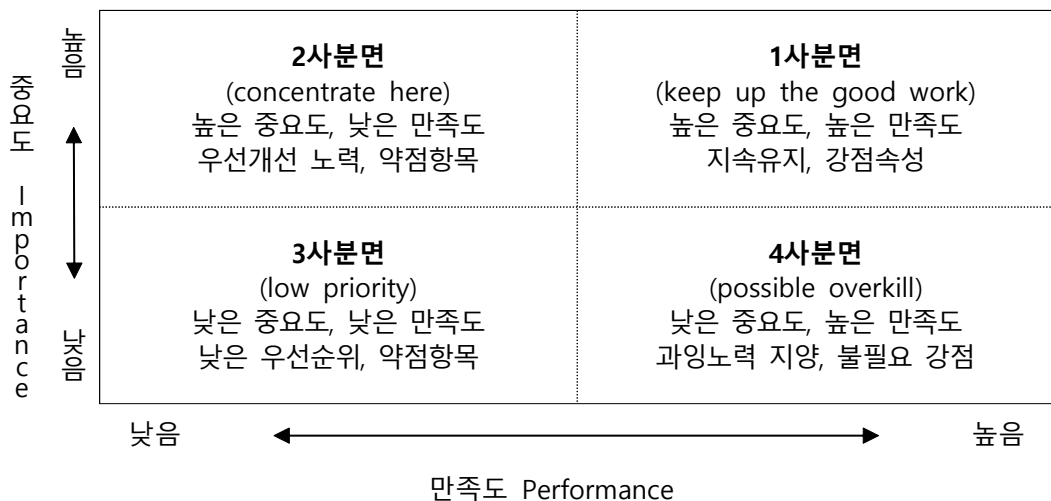 높음
중요도 Importance
낮음
2사분면
(concentrate here)
높은 중요도, 낮은 만족도
우선개선 노력, 약점항목
1사분면
(keep up the good work)
높은 중요도, 높은 만족도
지속유지, 강점속성
3사분면
(low priority)
낮은 중요도, 낮은 만족도
낮은 우선순위, 약점항목
4사분면
(possible overkill)
낮은 중요도, 높은 만족도
과잉노력 지양, 불필요 강점
낮음
높음
만족도 Performance